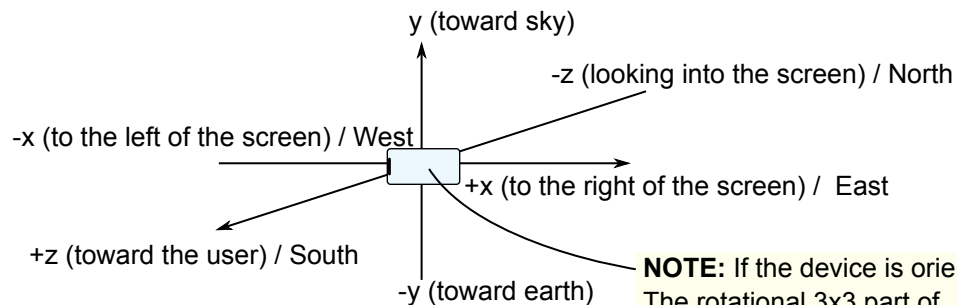 y (toward sky)
-z (looking into the screen) / North
-x (to the left of the screen) / West
+x (to the right of the screen) /  East
+z (toward the user) / South
NOTE: If the device is orie
The rotational 3x3 part of
-y (toward earth)